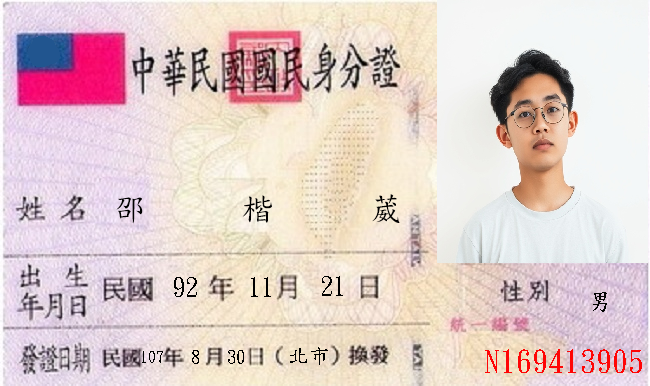 中華民國國民身分證
姓名 邵 楷 葳
出生年月日 民國 92 年 11 月 21 日
性別 男
統一編號
N169413905
發證日期 民國107年 8月30日（北市）換發